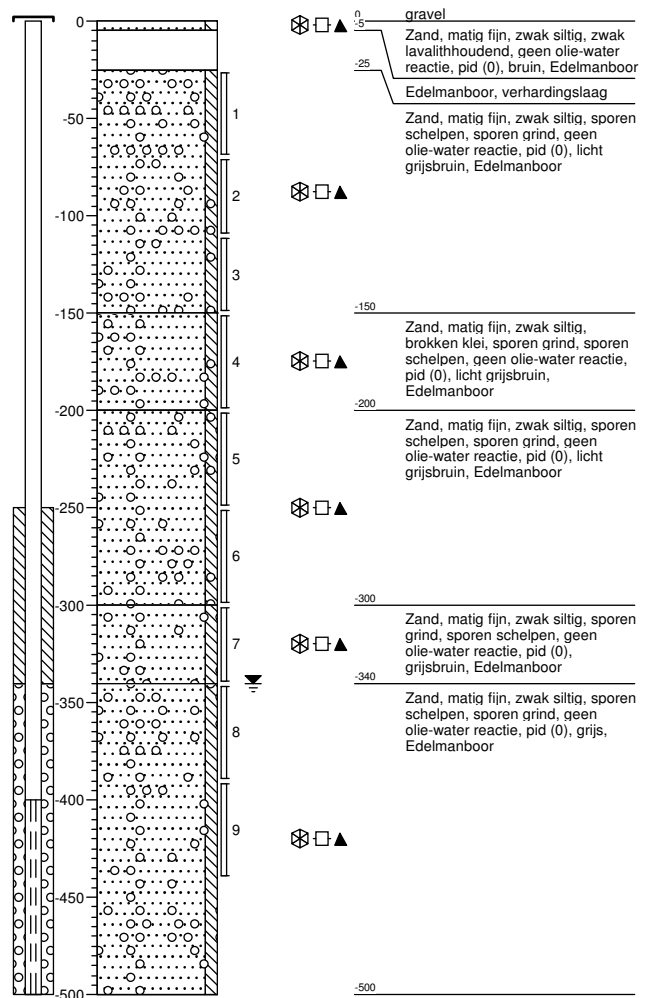 0
-50
-100
-150
-200
-250
-300
-350
-400
-450
-500
1
2
3
4
5
6
7
8
9
0
gravel
-5
Zand, matig fijn, zwak siltig, zwak
lavalithhoudend, geen olie-water
reactie, pid (0), bruin, Edelmanboor
-25
Edelmanboor, verhardingslaag
Zand, matig fijn, zwak siltig, sporen
schelpen, sporen grind, geen
olie-water reactie, pid (0), licht
grijsbruin, Edelmanboor
-150
Zand, matig fijn, zwak siltig,
brokken klei, sporen grind, sporen
schelpen, geen olie-water reactie,
pid (0), licht grijsbruin,
Edelmanboor
-200
Zand, matig fijn, zwak siltig, sporen
schelpen, sporen grind, geen
olie-water reactie, pid (0), licht
grijsbruin, Edelmanboor
-300
Zand, matig fijn, zwak siltig, sporen
grind, sporen schelpen, geen
olie-water reactie, pid (0),
grijsbruin, Edelmanboor
-340
Zand, matig fijn, zwak siltig, sporen
schelpen, sporen grind, geen
olie-water reactie, pid (0), grijs,
Edelmanboor
-500